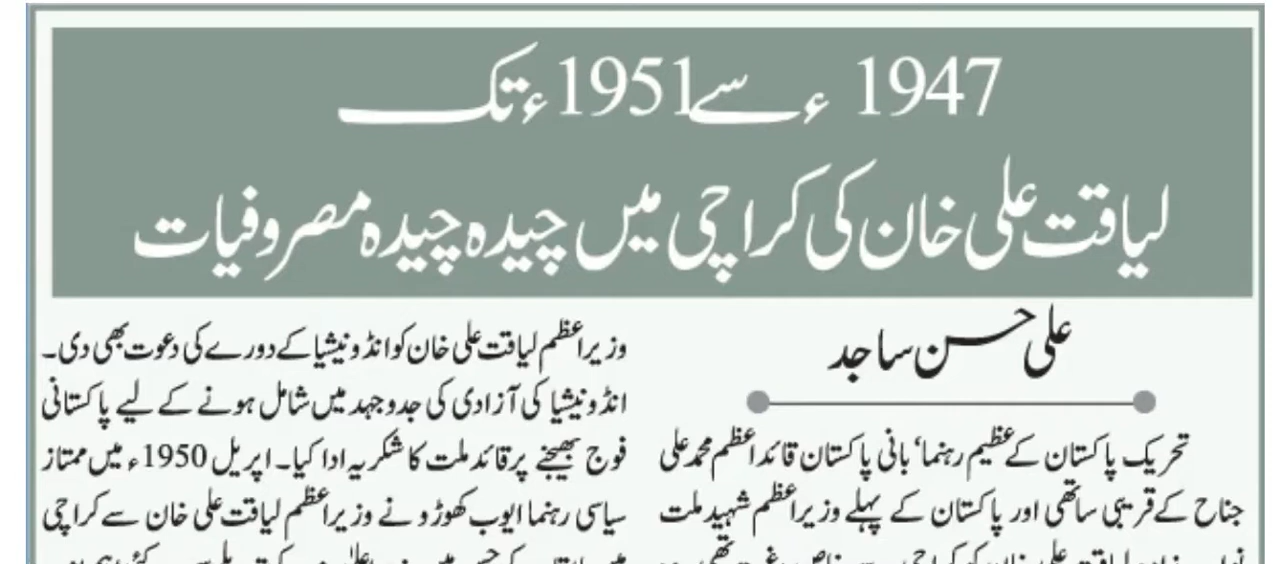 1947 ء سے 1951ء تک
لیاقت علی خان کی کراچی میں چیدہ چیدہ مصروفیات
علی حسن ساجد
تحریک پاکستان کے عظیم رہنما‘ بانی پاکستان قائداعظم محمد علی
جناح کے قریبی ساتھی اور پاکستان کے پہلے وزیراعظم شہید ملت
وزیراعظم لیاقت علی خان کو انڈونیشیا کے دورے کی دعوت بھی دی۔
انڈونیشیا کی آزادی کی جدوجہد میں شامل ہونے کے لیے پاکستانی
فوج بھیجنے پر قائد ملت کا شکریہ ادا کیا۔ اپریل 1950ء میں ممتاز
سیاسی رہنما ایوب کھوڑو نے وزیراعظم لیاقت علی خان سے کراچی